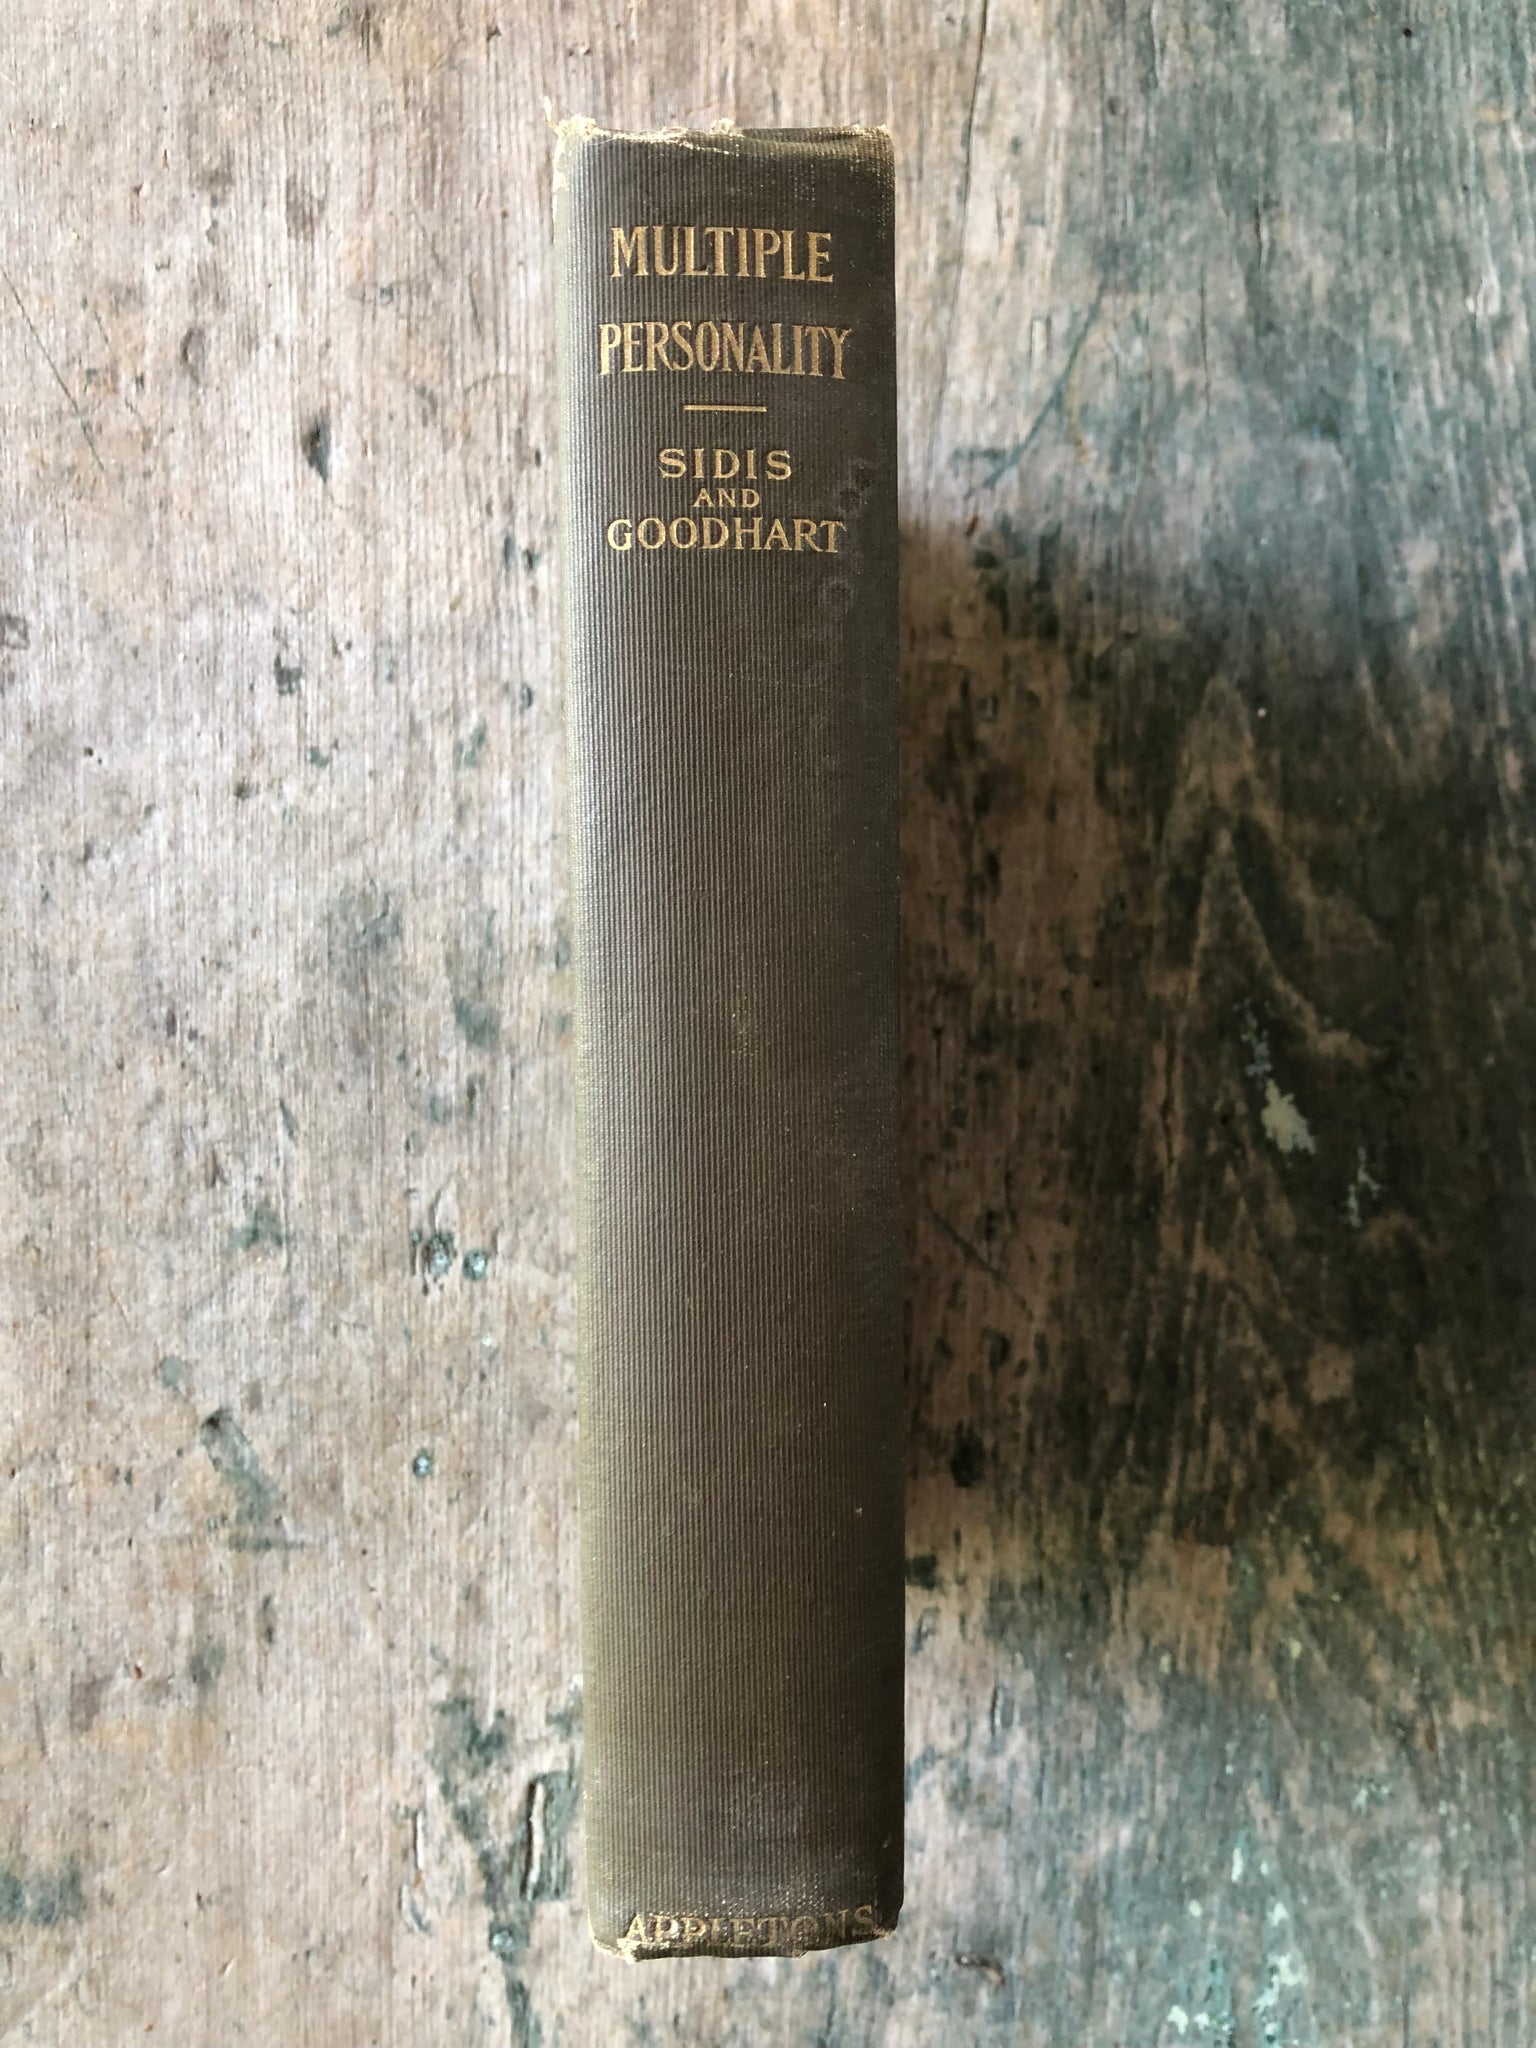 MULTIPLE
PERSONALITY
SIDIS
AND
GOODHART
APPLETONS